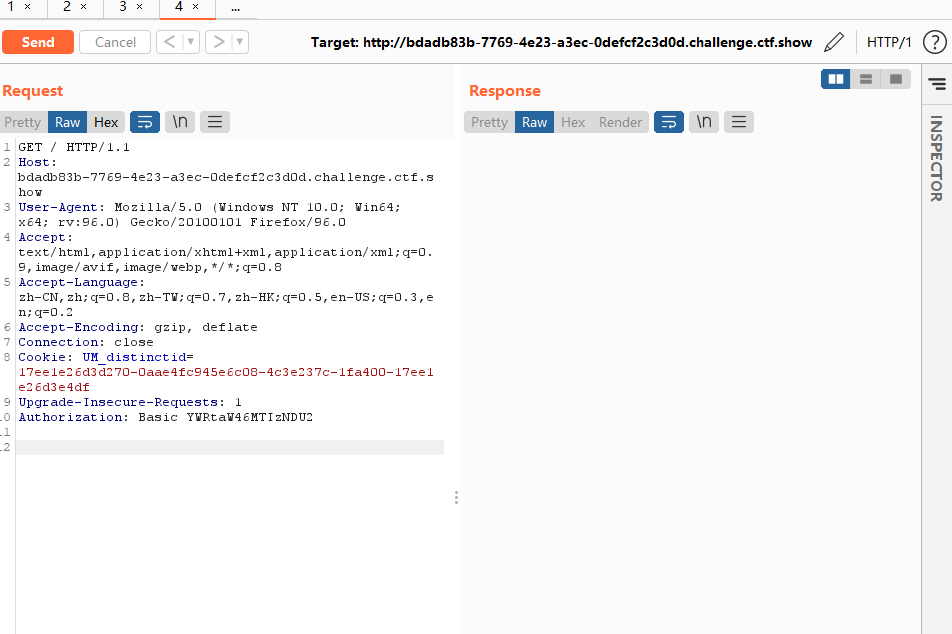 1 × 2 × 3 × 4 × ...
Send Cancel < ▼ > ▼ Target: http://bdadb83b-7769-4e23-a3ec-0defcf2c3d0d.challenge.ctf.show HTTP/1 ?
Request
Pretty Raw Hex \n
1 GET / HTTP/1.1
2 Host:
bdadb83b-7769-4e23-a3ec-0defcf2c3d0d.challenge.ctf.s
how
3 User-Agent: Mozilla/5.0 (Windows NT 10.0; Win64;
x64; rv:96.0) Gecko/20100101 Firefox/96.0
4 Accept:
text/html,application/xhtml+xml,application/xml;q=0.
9,image/avif,image/webp,*/*;q=0.8
5 Accept-Language:
zh-CN,zh;q=0.8,zh-TW;q=0.7,zh-HK;q=0.5,en-US;q=0.3,e
n;q=0.2
6 Accept-Encoding: gzip, deflate
7 Connection: close
8 Cookie: UM_distinctid=
17ee1e26d3d270-0aae4fc945e6c08-4c3e237c-1fa400-17ee1
e26d3e4df
9 Upgrade-Insecure-Requests: 1
10 Authorization: Basic YWRtaW46MTIzNDU2
11
12
Response
Pretty Raw Hex Render \n
INSPECTOR